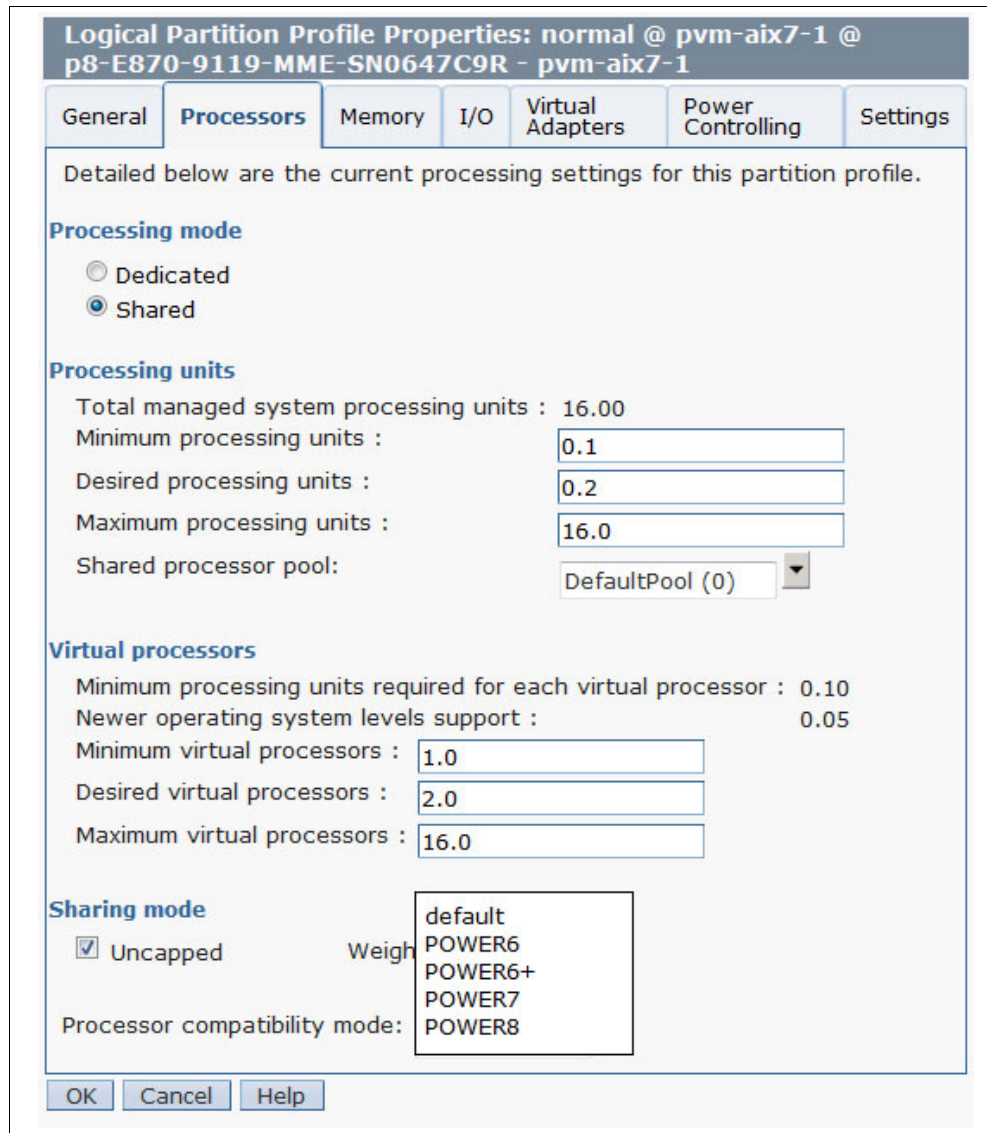 Logical Partition Profile Properties: normal @ pvm-aix7-1 @
p8-E870-9119-MME-SN0647C9R - pvm-aix7-1
General Processors Memory I/O Virtual Adapters Power Controlling Settings
Detailed below are the current processing settings for this partition profile.
Processing mode
Dedicated
Shared
Processing units
Total managed system processing units : 16.00
Minimum processing units : 0.1
Desired processing units : 0.2
Maximum processing units : 16.0
Shared processor pool: DefaultPool (0)
Virtual processors
Minimum processing units required for each virtual processor : 0.10
Newer operating system levels support : 0.05
Minimum virtual processors : 1.0
Desired virtual processors : 2.0
Maximum virtual processors : 16.0
Sharing mode
Uncapped Weigh
default
POWER6
POWER6+
POWER7
POWER8
Processor compatibility mode:
OK Cancel Help